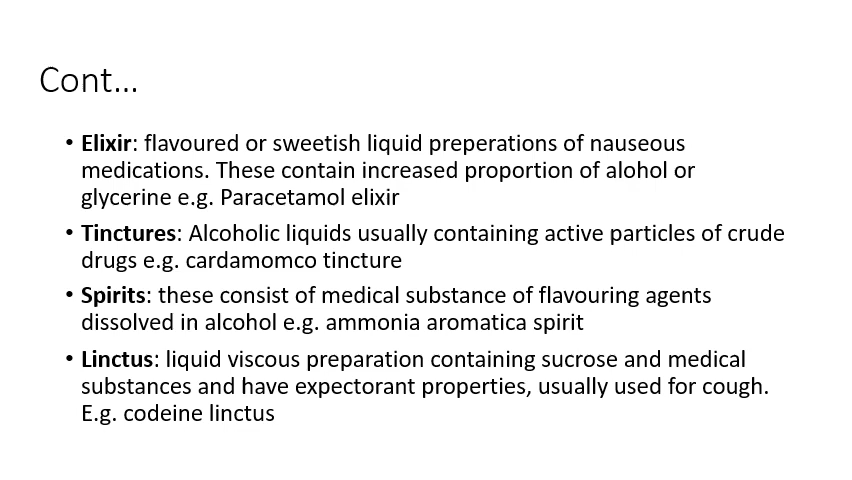 Cont...
• Elixir: flavoured or sweetish liquid preperations of nauseous
medications. These contain increased proportion of alohol or
glycerine e.g. Paracetamol elixir
• Tinctures: Alcoholic liquids usually containing active particles of crude
drugs e.g. cardamomco tincture
• Spirits: these consist of medical substance of flavouring agents
dissolved in alcohol e.g. ammonia aromatica spirit
• Linctus: liquid viscous preparation containing sucrose and medical
substances and have expectorant properties, usually used for cough.
E.g. codeine linctus